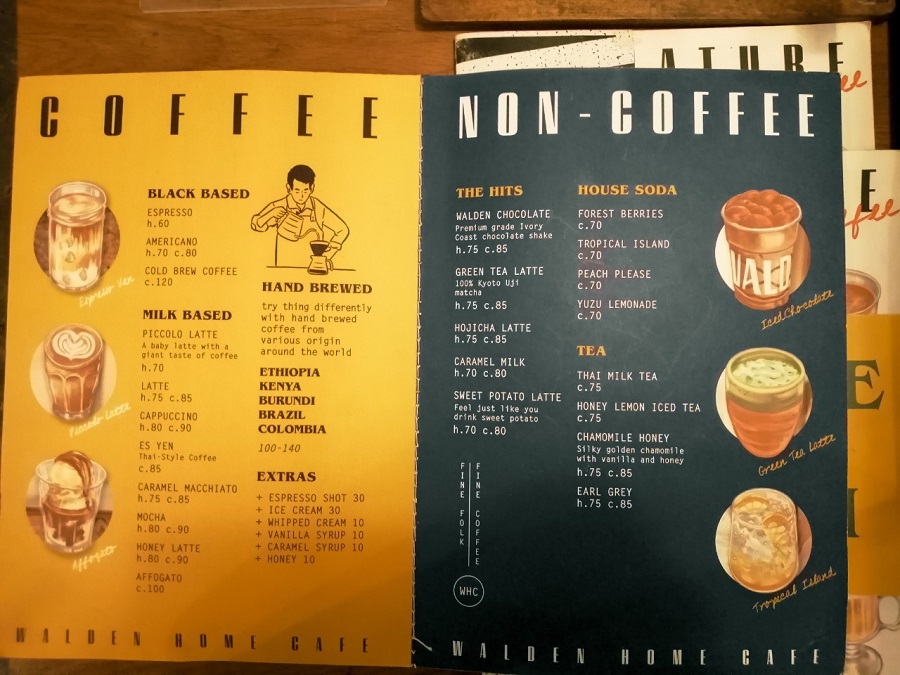 COFFEE
BLACK BASED
ESPRESSO
h.60
AMERICANO
h.70 c.80
COLD BREW COFFEE
c.120
MILK BASED
PICCOLO LATTE
A baby latte with a
giant taste of coffee
h.70
LATTE
h.75 c.85
CAPPUCCINO
h.80 c.90
ES YEN
Thai-Style Coffee
c.85
CARAMEL MACCHIATO
h.75 c.85
MOCHA
h.80 c.90
HONEY LATTE
h.80 c.90
AFFOGATO
c.100
Espresso Yen
Piccolo Latte
Affogato
HAND BREWED
try thing differently
with hand brewed
coffee from
various origin
around the world
ETHIOPIA
KENYA
BURUNDI
BRAZIL
COLOMBIA
100-140
EXTRAS
+ ESPRESSO SHOT 30
+ ICE CREAM 30
+ WHIPPED CREAM 10
+ VANILLA SYRUP 10
+ CARAMEL SYRUP 10
+ HONEY 10
WALDEN HOME CAFE
NON-COFFEE
THE HITS
WALDEN CHOCOLATE
Premium grade Ivory
Coast chocolate shake
h.75 c.85
GREEN TEA LATTE
100% Kyoto Uji
matcha
h.75 c.85
HOJICHA LATTE
h.75 c.85
CARAMEL MILK
h.70 c.80
SWEET POTATO LATTE
Feel just like you
drink sweet potato
h.70 c.80
FINE FOLK
FINE COFFEE
WHC
HOUSE SODA
FOREST BERRIES
c.70
TROPICAL ISLAND
c.70
PEACH PLEASE
c.70
YUZU LEMONADE
c.70
TEA
THAI MILK TEA
c.75
HONEY LEMON ICED TEA
c.75
CHAMOMILE HONEY
Silky golden chamomile
with vanilla and honey
h.75 c.85
EARL GREY
h.75 c.85
WALD
Iced Chocolate
Green Tea Latte
Tropical Island
WALDEN HOME CAFE
ATURE
ee
E
ffee
E